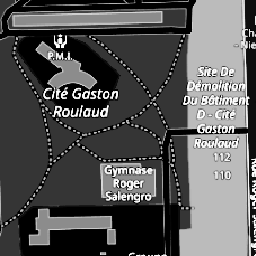 P.M.I.
Cité Gaston
Roulaud
Site De
Démolition
Du Bâtiment
D - Cité
Gaston
Roulaud
112
110
Gymnase
Roger
Salengro